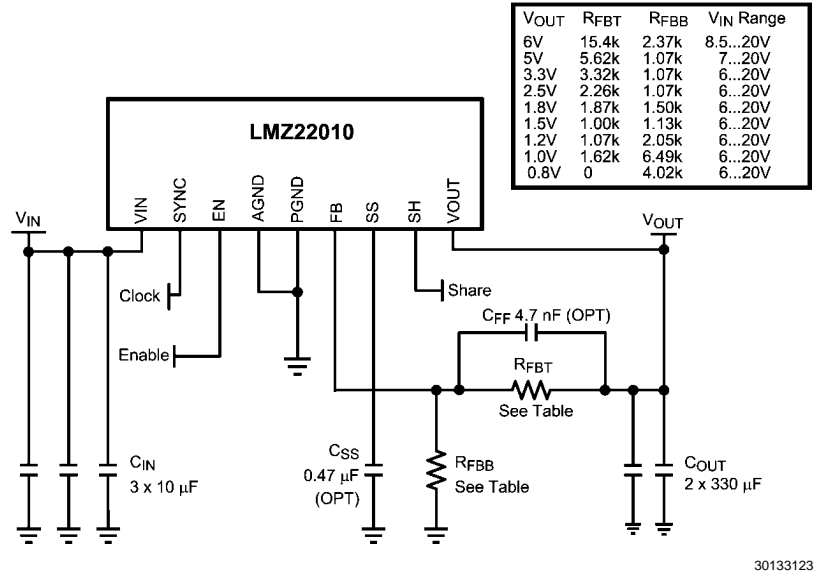 VOUT RFBT RFBB VIN Range
6V 15.4k 2.37k 8.5...20V
5V 5.62k 1.07k 7...20V
3.3V 3.32k 1.07k 6...20V
2.5V 2.26k 1.07k 6...20V
1.8V 1.87k 1.50k 6...20V
1.5V 1.00k 1.13k 6...20V
1.2V 1.07k 2.05k 6...20V
1.0V 1.62k 6.49k 6...20V
0.8V 0 4.02k 6...20V
LMZ22010
VIN
SYNC
EN
AGND
PGND
FB
SS
SH
VOUT
VIN
VOUT
Clock
Share
Enable
CFF 4.7 nF (OPT)
RFBT
See Table
CIN
3 x 10 μF
CSS
0.47 μF
(OPT)
RFBB
See Table
COUT
2 x 330 μF
30133123